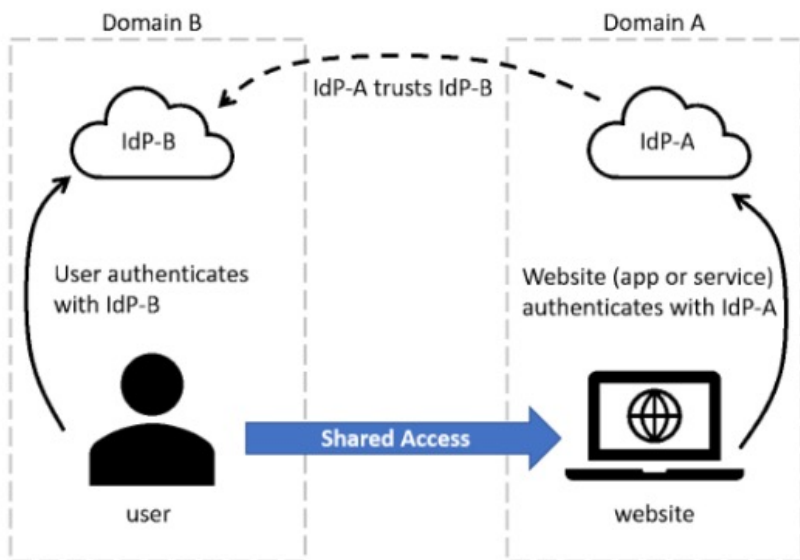 Domain B
Domain A
IdP-A trusts IdP-B
IdP-B
IdP-A
User authenticates
with IdP-B
Website (app or service)
authenticates with IdP-A
Shared Access
user
website